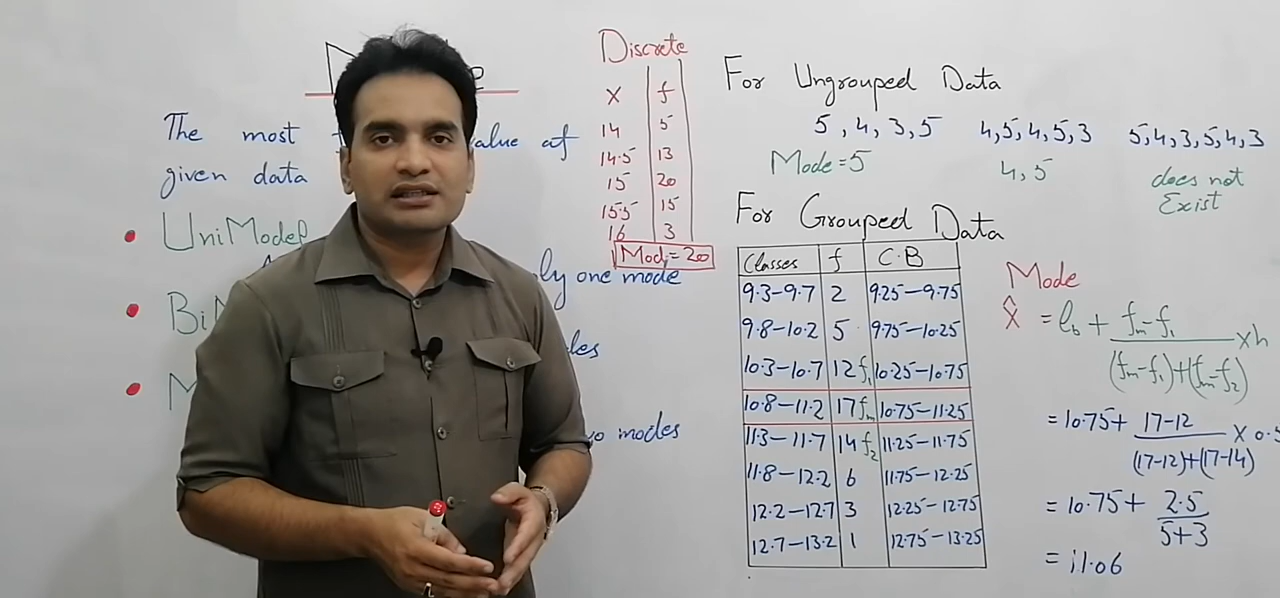 The most value of
given data
UniModel
only one mode
two modes
Discrete
X f
14 5
14.5 13
15 20
15.5 15
16 3
Mod = 20
For Ungrouped Data
5, 4, 3, 5 4,5,4,5,3 5,4,3,5,4,3
Mode = 5 4, 5 does not
Exist
For Grouped Data
Classes f C.B
9.3-9.7 2 9.25-9.75
9.8-10.2 5 9.75-10.25
10.3-10.7 12 f₁ 10.25-10.75
10.8-11.2 17 fm 10.75-11.25
11.3-11.7 14 f₂ 11.25-11.75
11.8-12.2 6 11.75-12.25
12.2-12.7 3 12.25-12.75
12.7-13.2 1 12.75-13.25
Mode
X̂ = lb + fm-f₁ / (fm-f₁)+(fm-f₂) xh
= 10.75+ 17-12 / (17-12)+(17-14) X 0.5
= 10.75+ 2.5 / 5+3
= 11.06